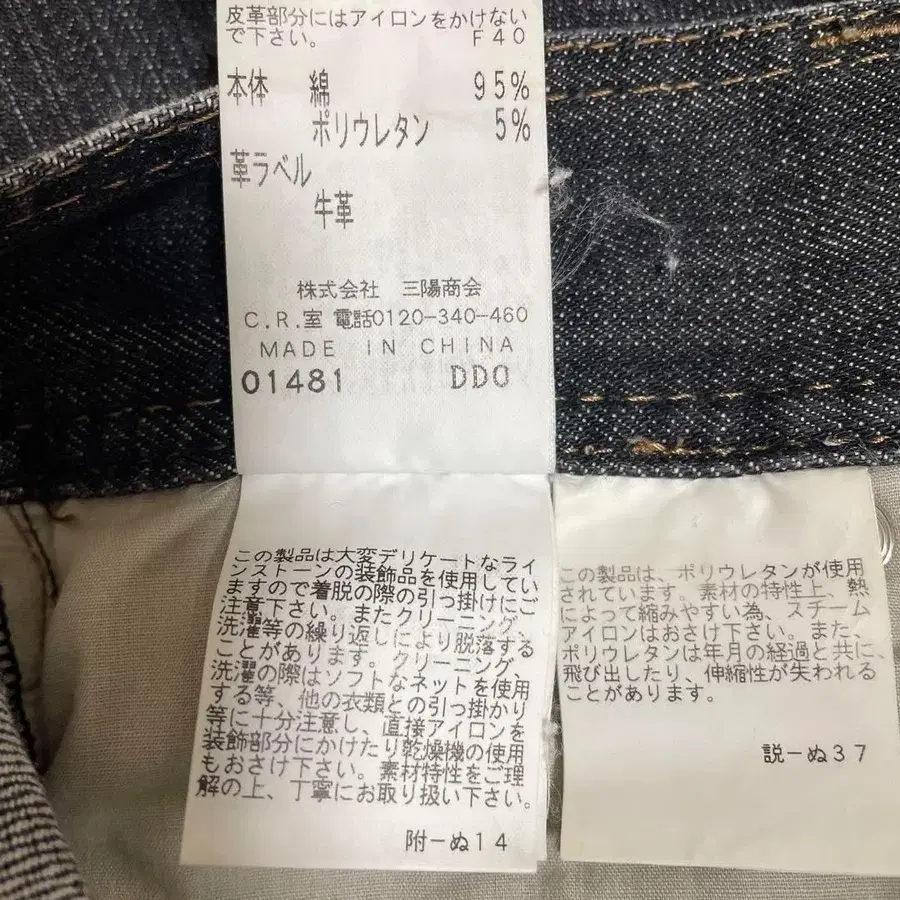 皮革部分にはアイロンをかけない
で下さい。 F40
本体 綿 95%
ポリウレタン 5%
革ラベル
牛革
株式会社 三陽商会
C.R.室 電話0120-340-460
MADE IN CHINA
01481 DDO
この製品は大変デリケートなライ
ンストーンの装飾品を使用してい
ますので着脱の際の引っ掛けにご
注意下さい。またクリーニング、
洗濯等の繰り返しにより脱落する
ことがあります。クリーニング、
洗濯の際はソフトなネットを使用
する等、他の衣類との引っ掛かり
等に十分注意し、直接アイロンを
装飾部分にかけたり乾燥機の使用
もおさけ下さい。素材特性をご理
解の上、丁寧にお取り扱い下さい。
附-ぬ14
この製品は、ポリウレタンが使用
されています。素材の特性上、熱
によって縮みやすい為、スチーム
アイロンはおさけ下さい。また、
ポリウレタンは年月の経過と共に、
飛び出したり、伸縮性が失われる
ことがあります。
説-ぬ37